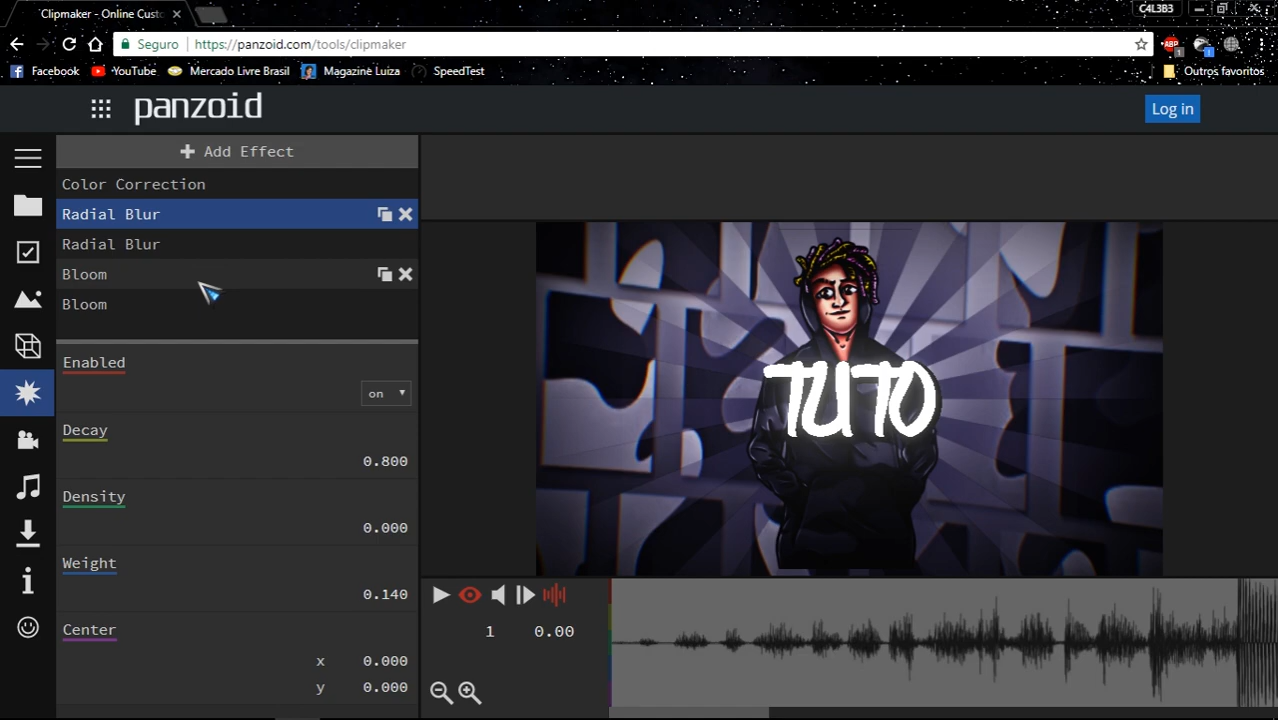 Clipmaker - Online Custo
C4L3B3
Seguro
https://panzoid.com/tools/clipmaker
ABP
1
Facebook
YouTube
Mercado Livre Brasil
Magazine Luiza
SpeedTest
Outros favoritos
panzoid
Log in
Add Effect
Color Correction
Radial Blur
Radial Blur
Bloom
Bloom
Enabled
on
Decay
0.800
Density
0.000
Weight
0.140
Center
x 0.000
y 0.000
TUTO
1 0.00